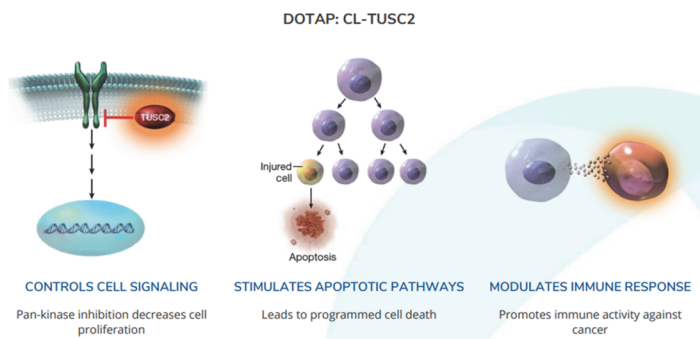 DOTAP: CL-TUSC2
TUSC2
Injured
cell
Apoptosis
CONTROLS CELL SIGNALING
Pan-kinase inhibition decreases cell
proliferation
STIMULATES APOPTOTIC PATHWAYS
Leads to programmed cell death
MODULATES IMMUNE RESPONSE
Promotes immune activity against
cancer